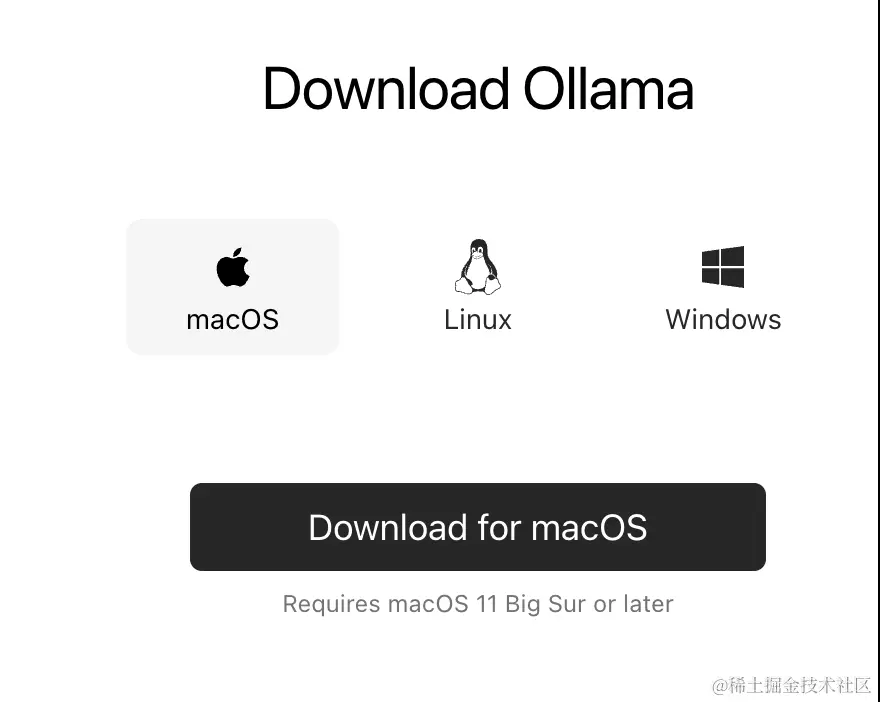 Download Ollama
macOS
Linux
Windows
Download for macOS
Requires macOS 11 Big Sur or later
@稀土掘金技术社区